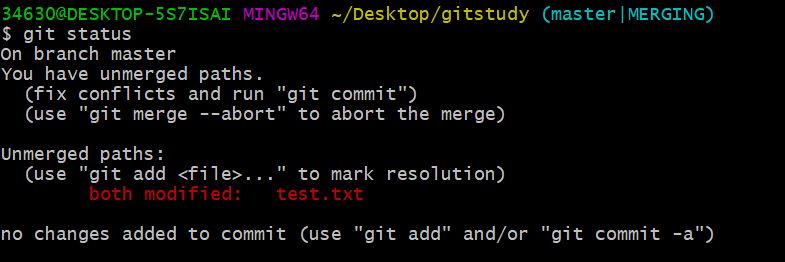 34630@DESKTOP-5S7ISAI MINGW64 ~/Desktop/gitstudy (master|MERGING)
$ git status
On branch master
You have unmerged paths.
  (fix conflicts and run "git commit")
  (use "git merge --abort" to abort the merge)

Unmerged paths:
  (use "git add <file>..." to mark resolution)
        both modified:   test.txt

no changes added to commit (use "git add" and/or "git commit -a")